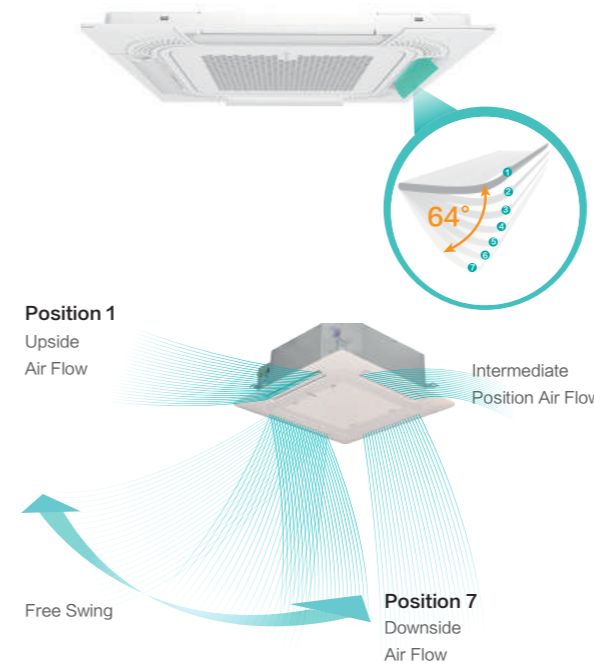 1
2
3
4
5
6
7
64°
Position 1
Upside
Air Flow
Intermediate
Position Air Flow
Free Swing
Position 7
Downside
Air Flow